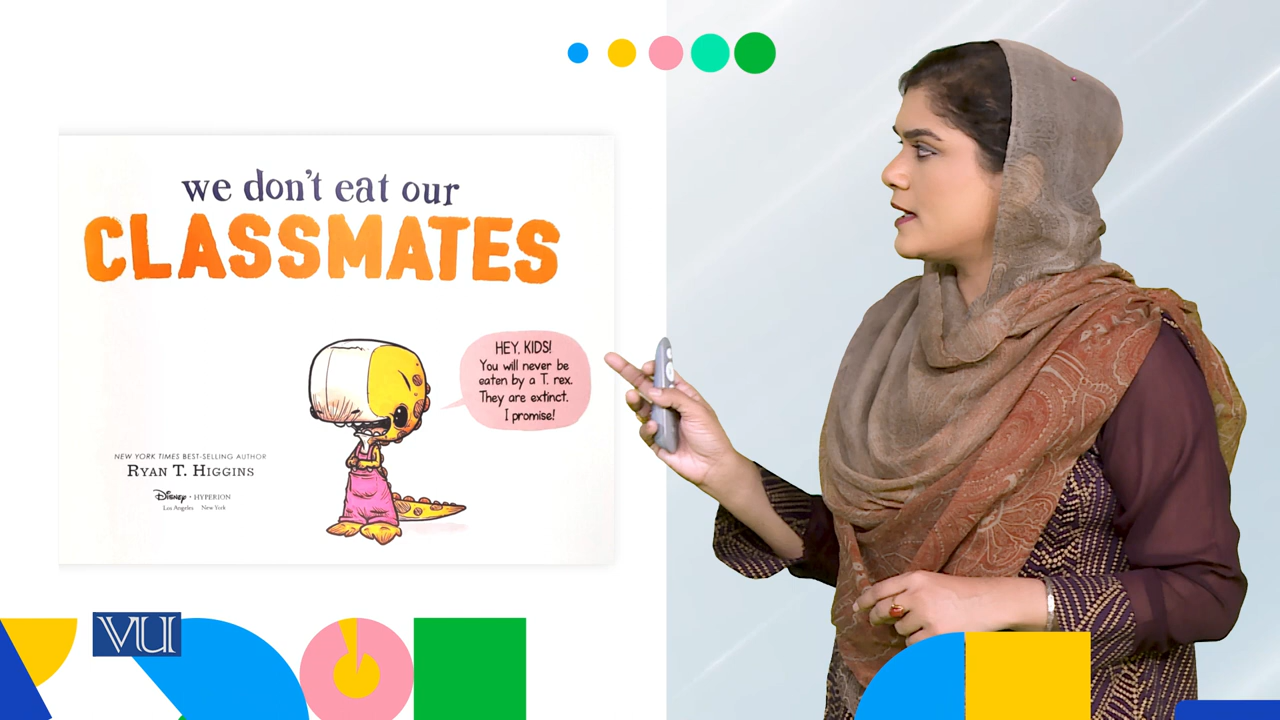 we don't eat our
CLASSMATES
HEY, KIDS!
You will never be
eaten by a T. rex.
They are extinct.
I promise!
NEW YORK TIMES BEST-SELLING AUTHOR
RYAN T. HIGGINS
Disney • HYPERION
Los Angeles New York
VU